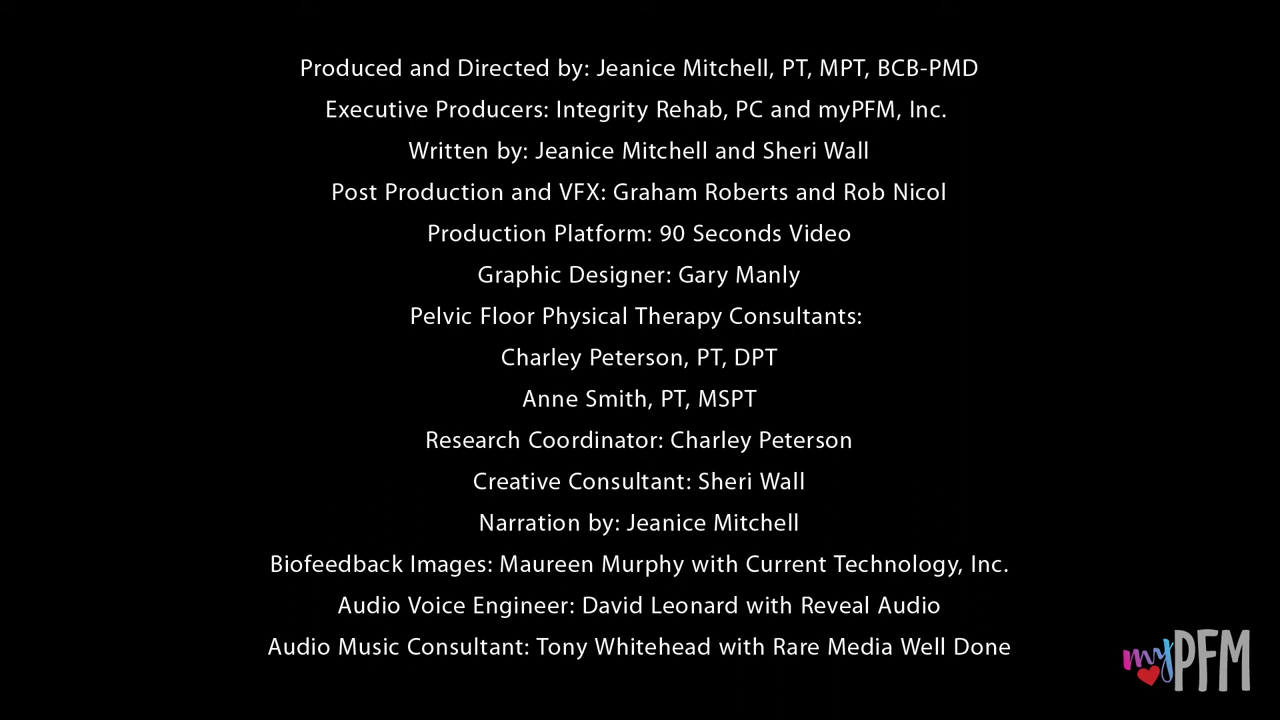 Produced and Directed by: Jeanice Mitchell, PT, MPT, BCB-PMD
Executive Producers: Integrity Rehab, PC and myPFM, Inc.
Written by: Jeanice Mitchell and Sheri Wall
Post Production and VFX: Graham Roberts and Rob Nicol
Production Platform: 90 Seconds Video
Graphic Designer: Gary Manly
Pelvic Floor Physical Therapy Consultants:
Charley Peterson, PT, DPT
Anne Smith, PT, MSPT
Research Coordinator: Charley Peterson
Creative Consultant: Sheri Wall
Narration by: Jeanice Mitchell
Biofeedback Images: Maureen Murphy with Current Technology, Inc.
Audio Voice Engineer: David Leonard with Reveal Audio
Audio Music Consultant: Tony Whitehead with Rare Media Well Done
myPFM